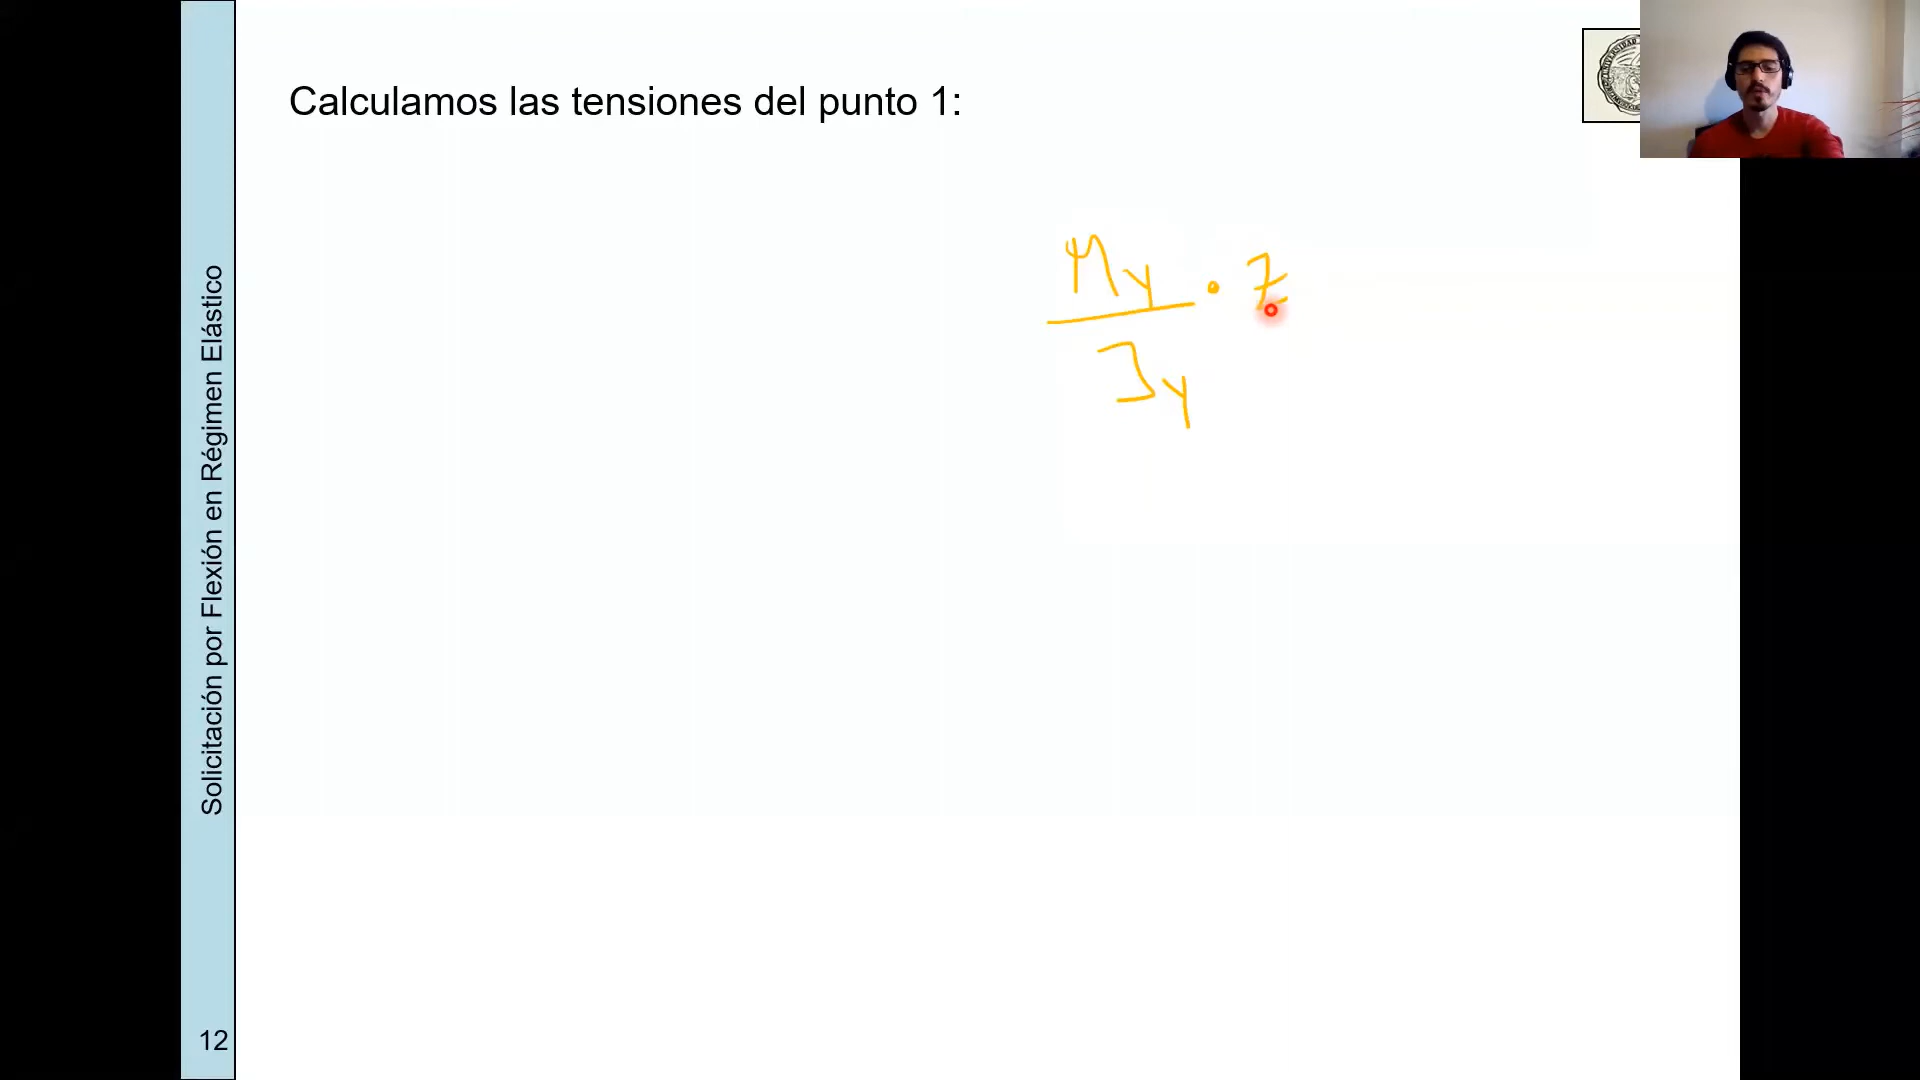 Calculamos las tensiones del punto 1:
My
Jy
· z
Solicitación por Flexión en Régimen Elástico
12